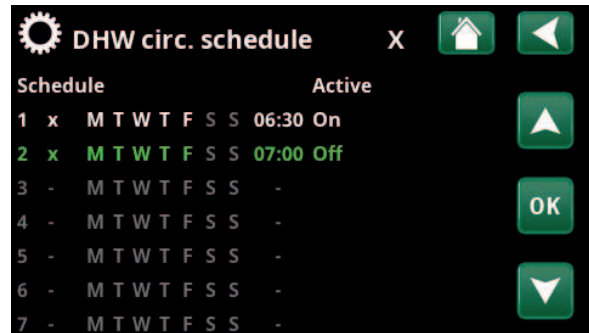 DHW circ. schedule X
Schedule Active
1 x M T W T F S S 06:30 On
2 x M T W T F S S 07:00 Off
3 - M T W T F S S -
4 - M T W T F S S -
OK
5 - M T W T F S S -
6 - M T W T F S S -
7 - M T W T F S S -